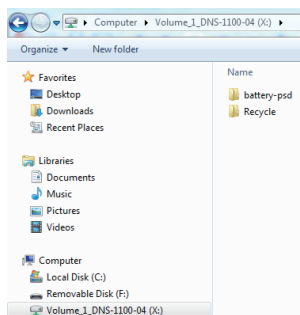 Computer ▸ Volume_1_DNS-1100-04 (X:) ▸
Organize ▾ New folder
Favorites
Desktop
Downloads
Recent Places
Libraries
Documents
Music
Pictures
Videos
Computer
Local Disk (C:)
Removable Disk (F:)
Volume_1_DNS-1100-04 (X:)
Name
battery-psd
Recycle